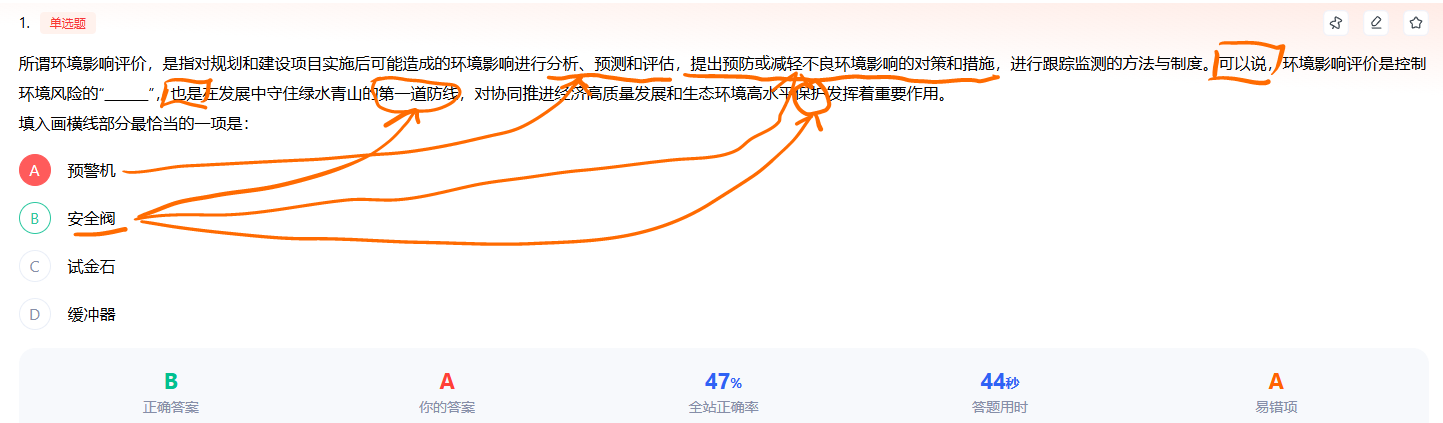 1. 单选题
所谓环境影响评价，是指对规划和建设项目实施后可能造成的环境影响进行分析、预测和评估，提出预防或减轻不良环境影响的对策和措施，进行跟踪监测的方法与制度。可以说，环境影响评价是控制
环境风险的“______”，也是在发展中守住绿水青山的第一道防线，对协同推进经济高质量发展和生态环境高水平保护发挥着重要作用。
填入画横线部分最恰当的一项是：
A 预警机
B 安全阀
C 试金石
D 缓冲器
B A 47% 44秒 A
正确答案 你的答案 全站正确率 答题用时 易错项